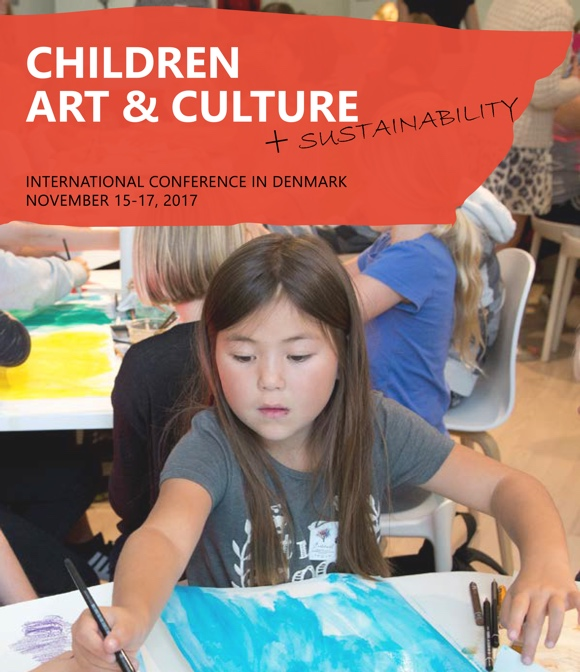 CHILDREN
ART & CULTURE
+ SUSTAINABILITY
INTERNATIONAL CONFERENCE IN DENMARK
NOVEMBER 15-17, 2017